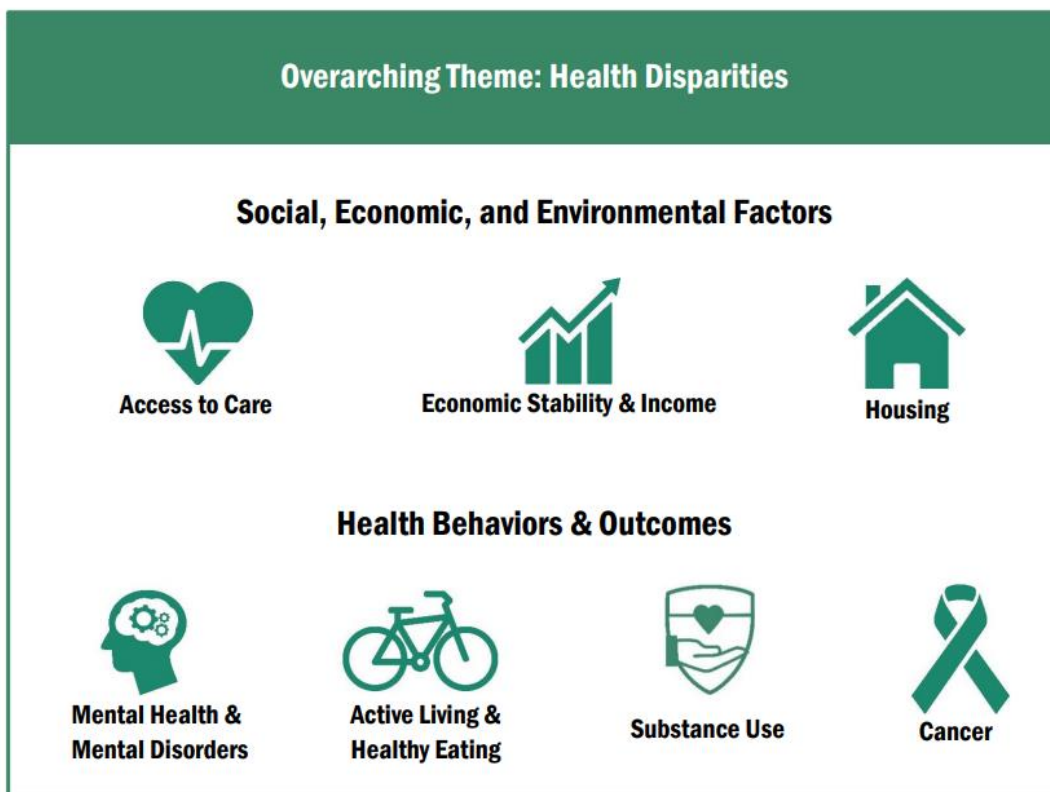 Overarching Theme: Health Disparities
Social, Economic, and Environmental Factors
Access to Care
Economic Stability & Income
Housing
Health Behaviors & Outcomes
Mental Health &
Mental Disorders
Active Living &
Healthy Eating
Substance Use
Cancer